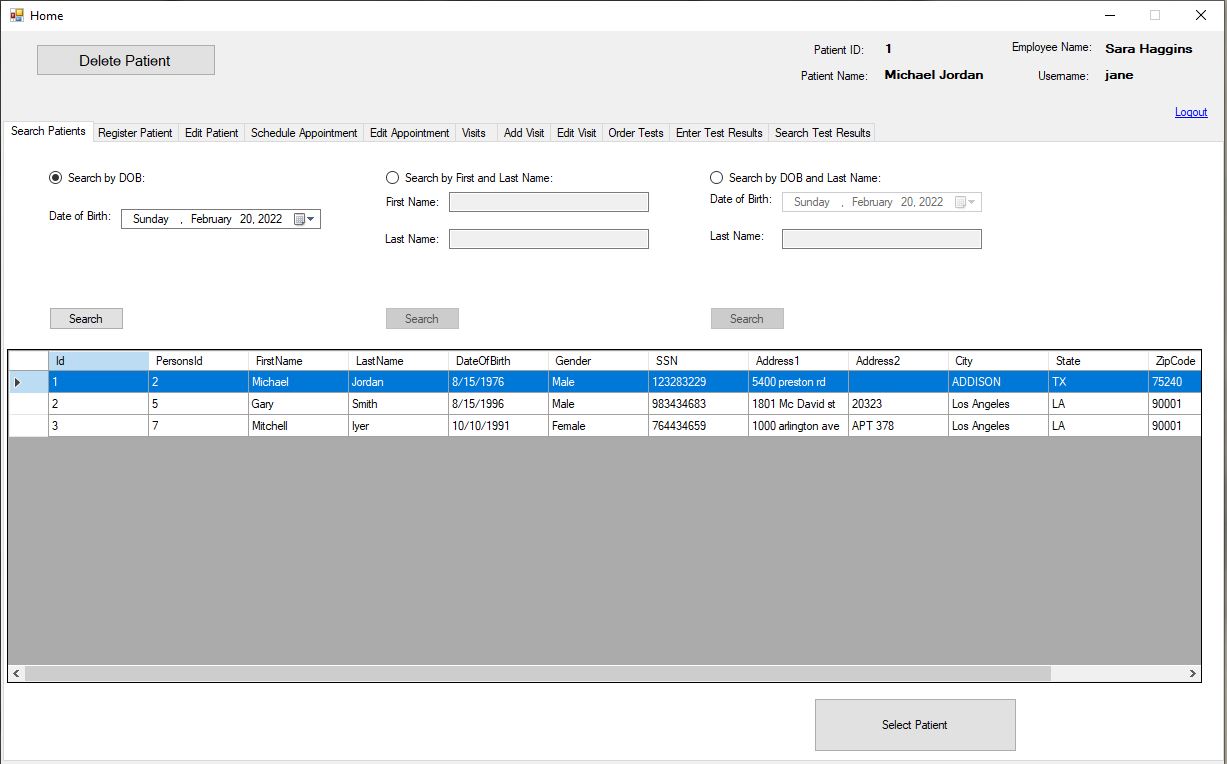 Home
Delete Patient
Patient ID: 1
Employee Name: Sara Haggins
Patient Name: Michael Jordan
Username: jane
Logout
Search Patients Register Patient Edit Patient Schedule Appointment Edit Appointment Visits Add Visit Edit Visit Order Tests Enter Test Results Search Test Results
Search by DOB:
Date of Birth: Sunday , February 20, 2022
Search
Search by First and Last Name:
First Name:
Last Name:
Search
Search by DOB and Last Name:
Date of Birth: Sunday , February 20, 2022
Last Name:
Search
Id PersonsId FirstName LastName DateOfBirth Gender SSN Address1 Address2 City State ZipCode
1 2 Michael Jordan 8/15/1976 Male 123283229 5400 preston rd ADDISON TX 75240
2 5 Gary Smith 8/15/1996 Male 983434683 1801 Mc David st 20323 Los Angeles LA 90001
3 7 Mitchell Iyer 10/10/1991 Female 764434659 1000 arlington ave APT 378 Los Angeles LA 90001
Select Patient